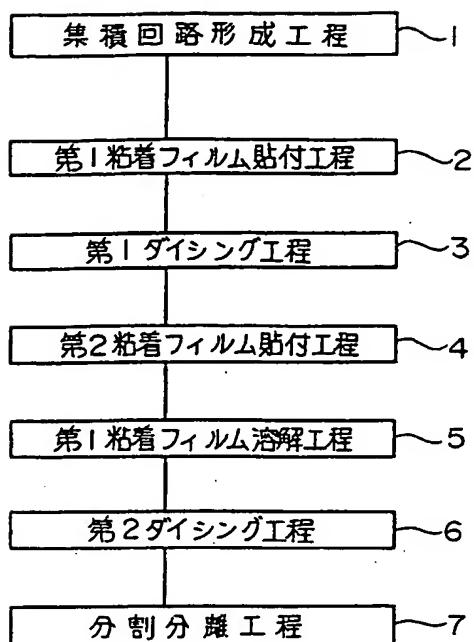 集積回路形成工程 1
第1粘着フィルム貼付工程 2
第1ダイシング工程 3
第2粘着フィルム貼付工程 4
第1粘着フィルム溶解工程 5
第2ダイシング工程 6
分割分離工程 7